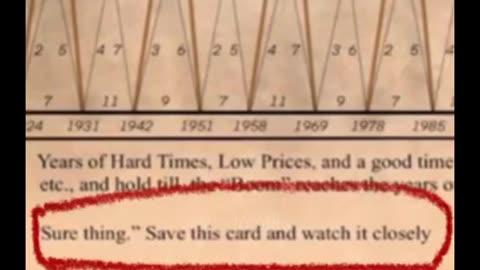 2 5 4 7 3 6 2 5 4 7 3 6 2 5 4
7 11 9 7 11 9 7
24 1931 1942 1951 1958 1969 1978 1985
Years of Hard Times, Low Prices, and a good time
etc., and hold till the “Boom” reaches the years o
Sure thing.” Save this card and watch it closely